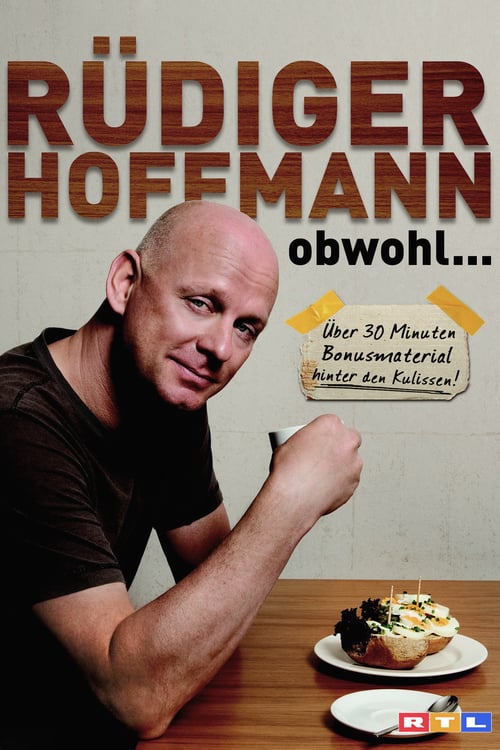 RÜDIGER
HOFFMANN
obwohl...
Über 30 Minuten
Bonusmaterial
hinter den Kulissen!
RTL